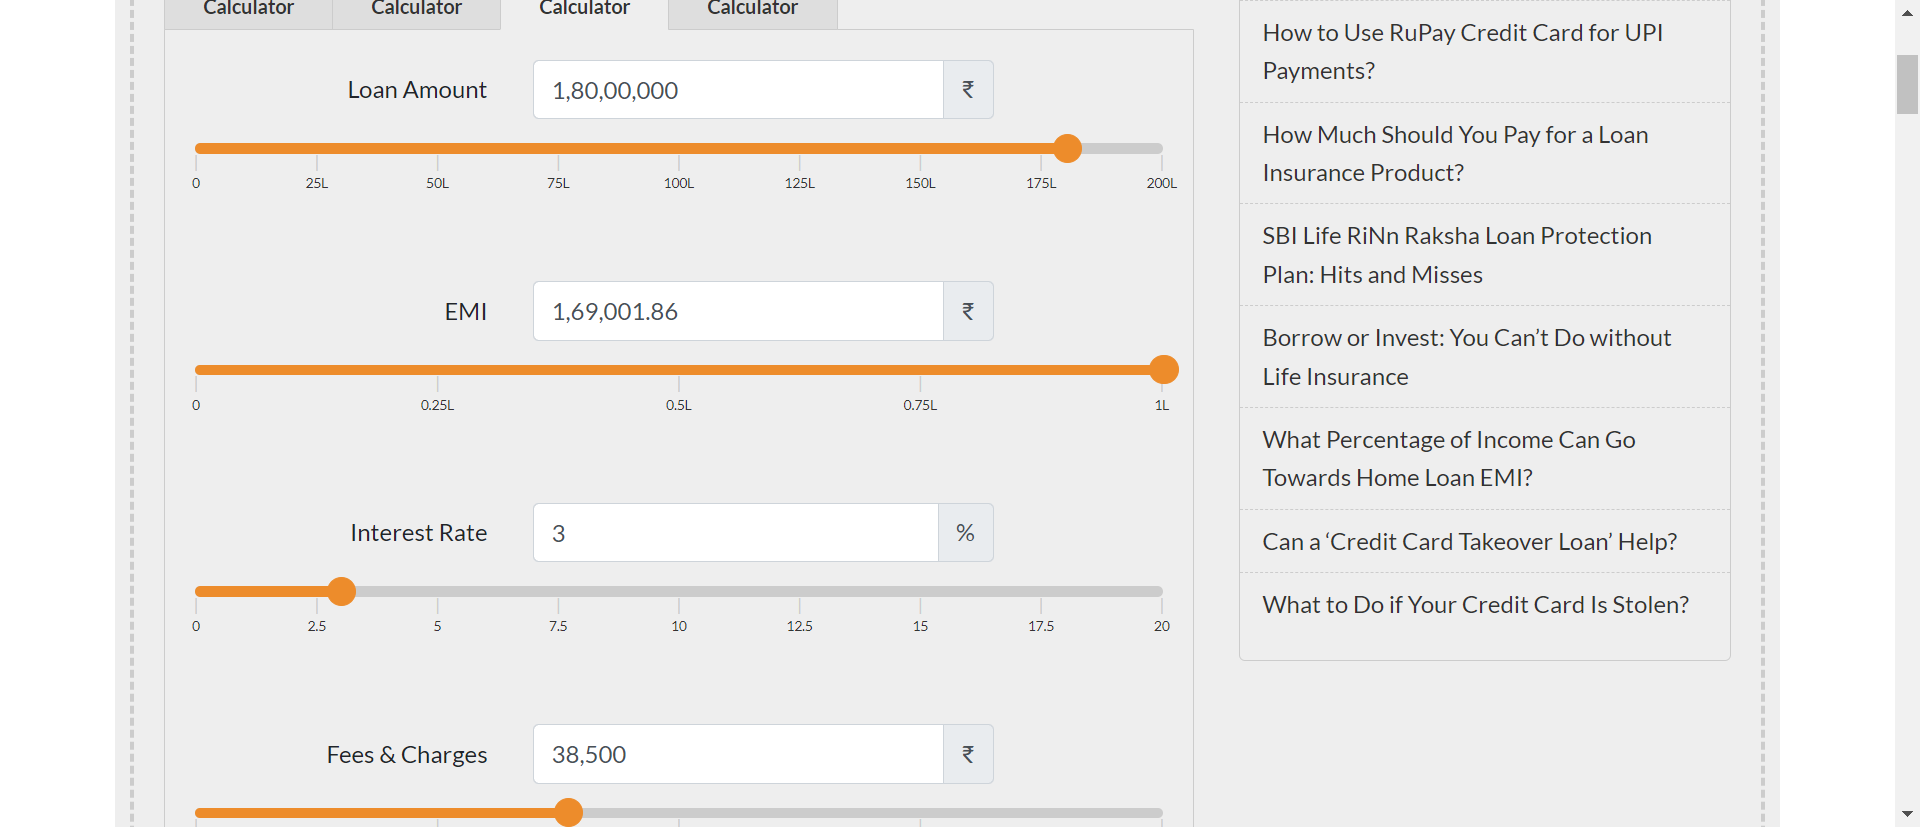 Calculator Calculator Calculator Calculator
Loan Amount 1,80,00,000 ₹
0 25L 50L 75L 100L 125L 150L 175L 200L
EMI 1,69,001.86 ₹
0 0.25L 0.5L 0.75L 1L
Interest Rate 3 %
0 2.5 5 7.5 10 12.5 15 17.5 20
Fees & Charges 38,500 ₹
How to Use RuPay Credit Card for UPI
Payments?
How Much Should You Pay for a Loan
Insurance Product?
SBI Life RiNn Raksha Loan Protection
Plan: Hits and Misses
Borrow or Invest: You Can’t Do without
Life Insurance
What Percentage of Income Can Go
Towards Home Loan EMI?
Can a ‘Credit Card Takeover Loan’ Help?
What to Do if Your Credit Card Is Stolen?